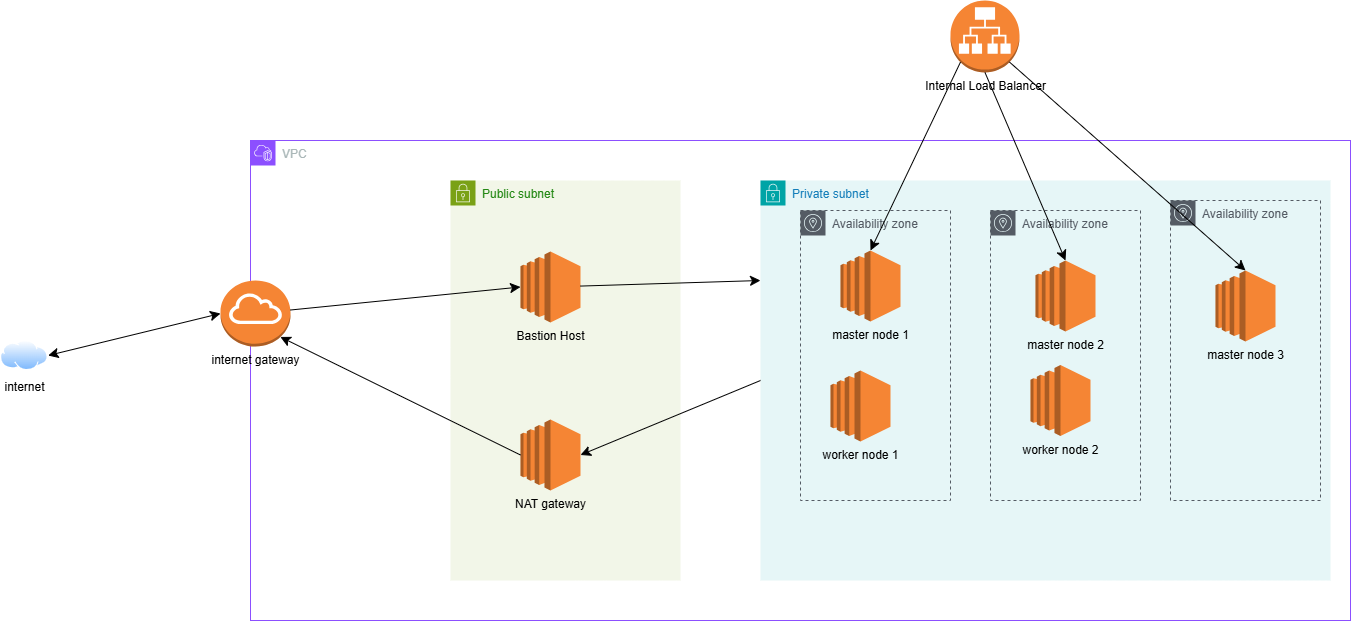 Internal Load Balancer
VPC
Public subnet
Private subnet
Availability zone
Availability zone
Availability zone
Bastion Host
master node 1
master node 2
master node 3
internet gateway
internet
worker node 1
worker node 2
NAT gateway